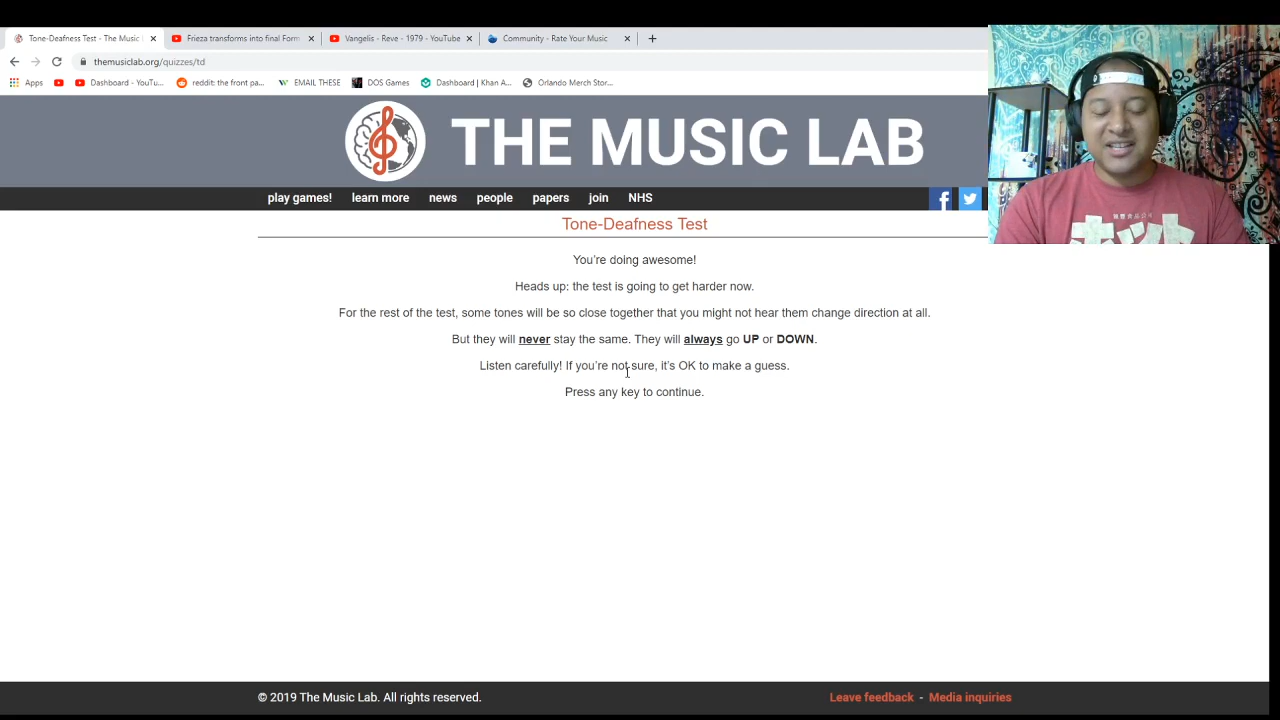 Tone-Deafness Test - The Music
Frieza transforms into final Form
Vangelis - Reve - 1979 - YouTube
Community - Rate Your Music
themusiclab.org/quizzes/td
Apps
Dashboard - YouTu...
reddit: the front pa...
EMAIL THESE
DOS Games
Dashboard | Khan A...
Orlando Merch Stor...
THE MUSIC LAB
play games!
learn more
news
people
papers
join
NHS
Tone-Deafness Test
You're doing awesome!
Heads up: the test is going to get harder now.
For the rest of the test, some tones will be so close together that you might not hear them change direction at all.
But they will never stay the same. They will always go UP or DOWN.
Listen carefully! If you're not sure, it's OK to make a guess.
Press any key to continue.
© 2019 The Music Lab. All rights reserved.
Leave feedback - Media inquiries